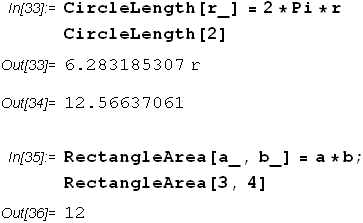 In[33]:= CircleLength[r_] = 2*Pi*r
CircleLength[2]
Out[33]= 6.283185307 r
Out[34]= 12.56637061
In[35]:= RectangleArea[a_, b_] = a*b;
RectangleArea[3, 4]
Out[36]= 12